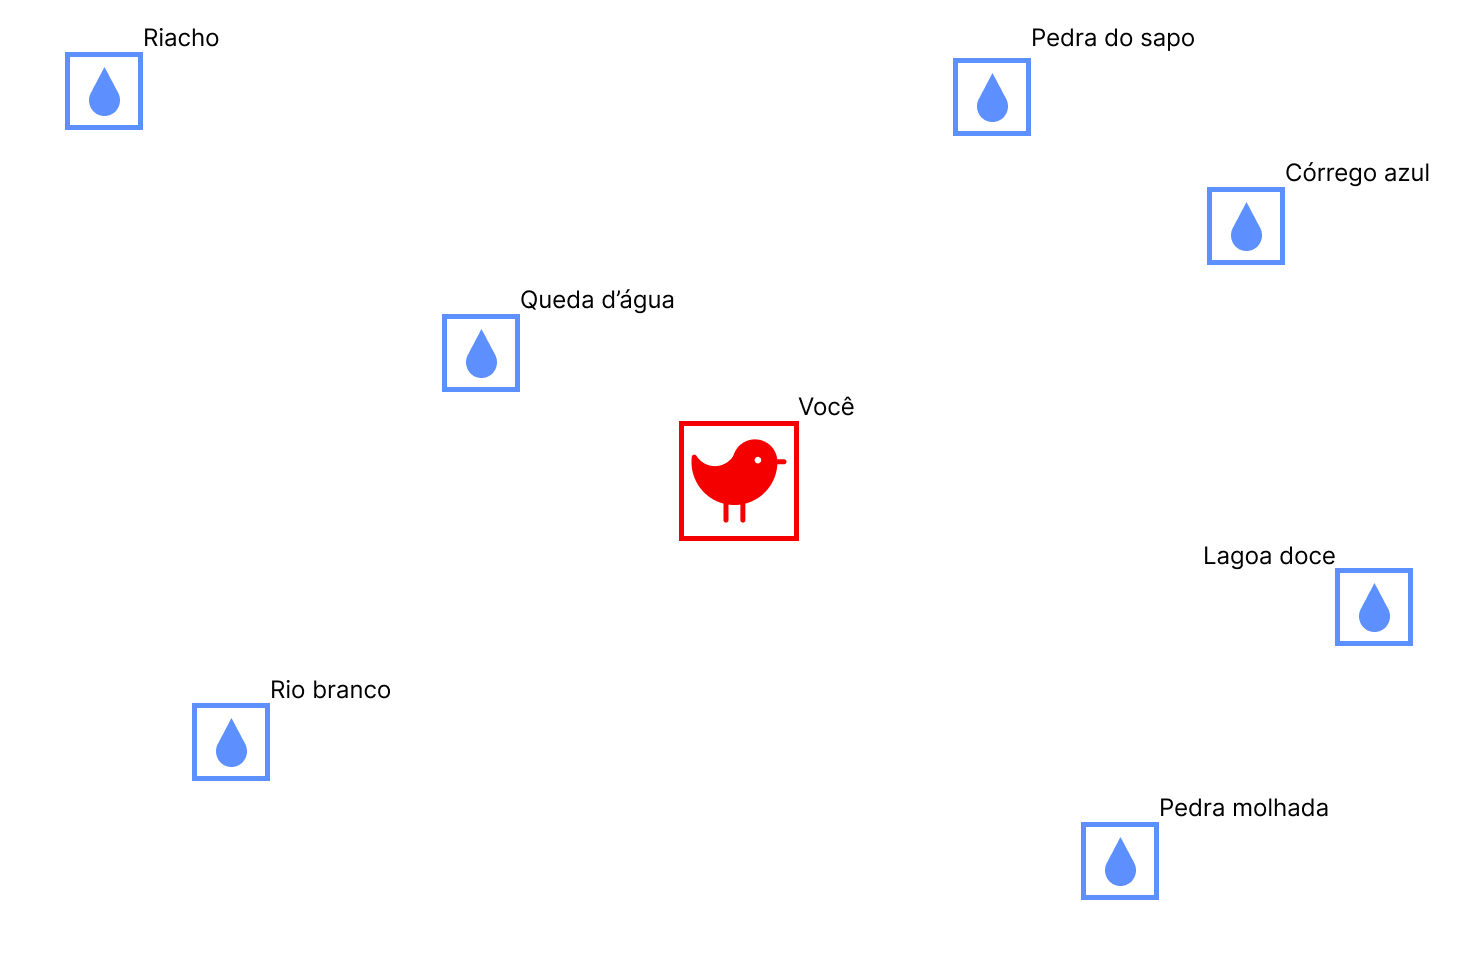 Riacho
Pedra do sapo
Córrego azul
Queda d’água
Você
Lagoa doce
Rio branco
Pedra molhada